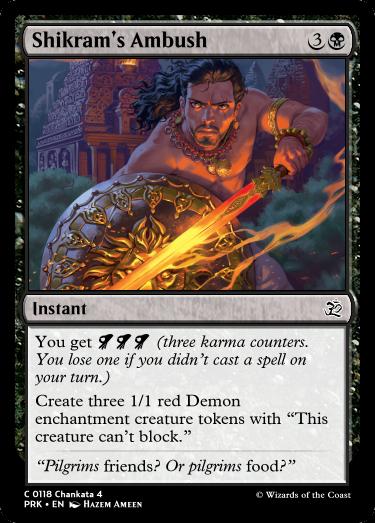 Shikram's Ambush 3
Instant
You get (three karma counters.
You lose one if you didn't cast a spell on
your turn.)
Create three 1/1 red Demon
enchantment creature tokens with “This
creature can't block.”
“Pilgrims friends? Or pilgrims food?”
C 0118 Chankata 4
PRK • EN Hazem Ameen
© Wizards of the Coast